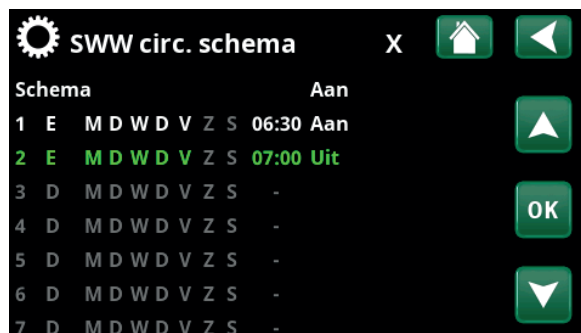 SWW circ. schema X
Schema Aan
1 E M D W D V Z S 06:30 Aan
2 E M D W D V Z S 07:00 Uit
3 D M D W D V Z S -
4 D M D W D V Z S -
OK
5 D M D W D V Z S -
6 D M D W D V Z S -
7 D M D W D V Z S